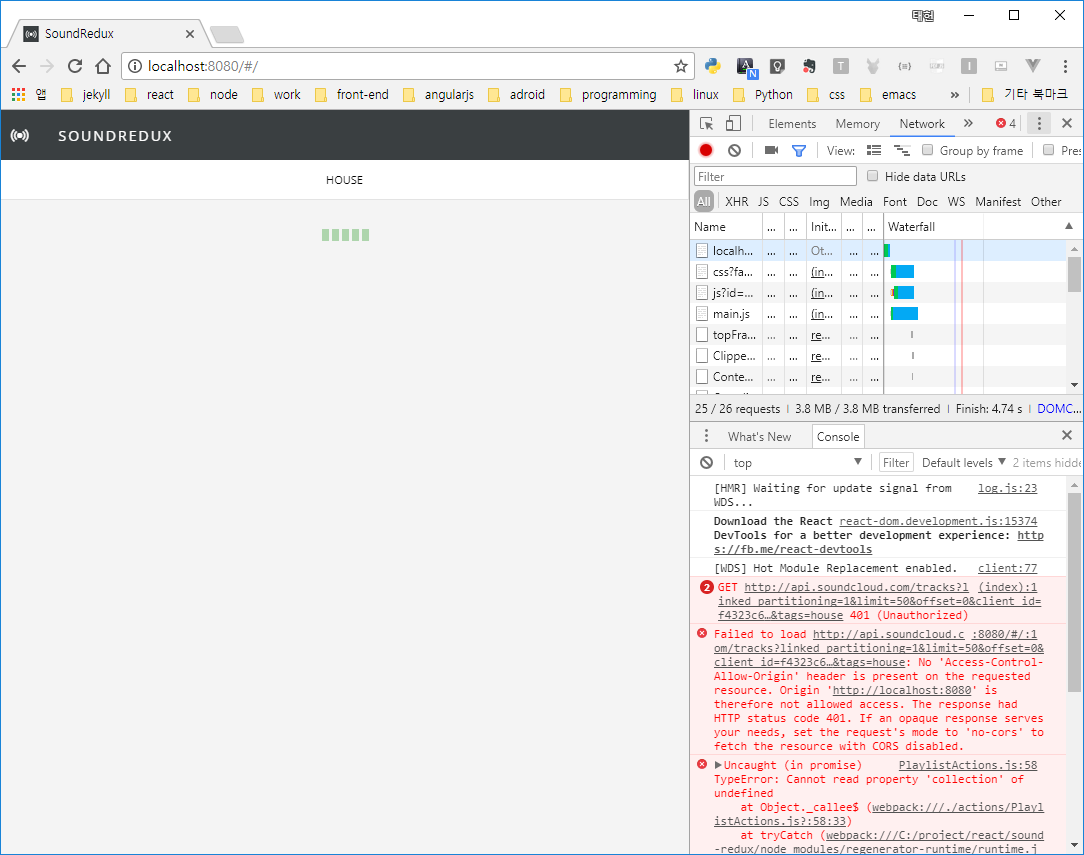 태현
SoundRedux
localhost:8080/#/
앱 jekyll react node work front-end angularjs adroid programming linux Python css emacs » 기타 북마크
SOUNDREDUX
HOUSE
Elements Memory Network » 4
View: Group by frame Pres
Filter Hide data URLs
All XHR JS CSS Img Media Font Doc WS Manifest Other
Name ... ... Init... ... ... Waterfall
localh... ... ... Ot... ... ...
css?fa... ... ... (in... ... ...
js?id=... ... ... (in... ... ...
main.js ... ... (in... ... ...
topFra... ... ... re... ... ...
Clippe... ... ... re... ... ...
Conte... ... ... re... ... ...
25 / 26 requests | 3.8 MB / 3.8 MB transferred | Finish: 4.74 s | DOMC...
What's New Console
top Filter Default levels 2 items hidde
[HMR] Waiting for update signal from log.js:23
WDS...
Download the React react-dom.development.js:15374
DevTools for a better development experience: http
s://fb.me/react-devtools
[WDS] Hot Module Replacement enabled. client:77
2 GET http://api.soundcloud.com/tracks?l (index):1
inked_partitioning=1&limit=50&offset=0&client_id=
f4323c6…&tags=house 401 (Unauthorized)
Failed to load http://api.soundcloud.c :8080/#/:1
om/tracks?linked_partitioning=1&limit=50&offset=0&
client_id=f4323c6…&tags=house: No 'Access-Control-
Allow-Origin' header is present on the requested
resource. Origin 'http://localhost:8080' is
therefore not allowed access. The response had
HTTP status code 401. If an opaque response serves
your needs, set the request's mode to 'no-cors' to
fetch the resource with CORS disabled.
▶Uncaught (in promise) PlaylistActions.js:58
TypeError: Cannot read property 'collection' of
undefined
at Object._callee$ (webpack:///./actions/Playl
istActions.js?:58:33)
at tryCatch (webpack:///C:/project/react/sound
-redux/node_modules/regenerator-runtime/runtime.j